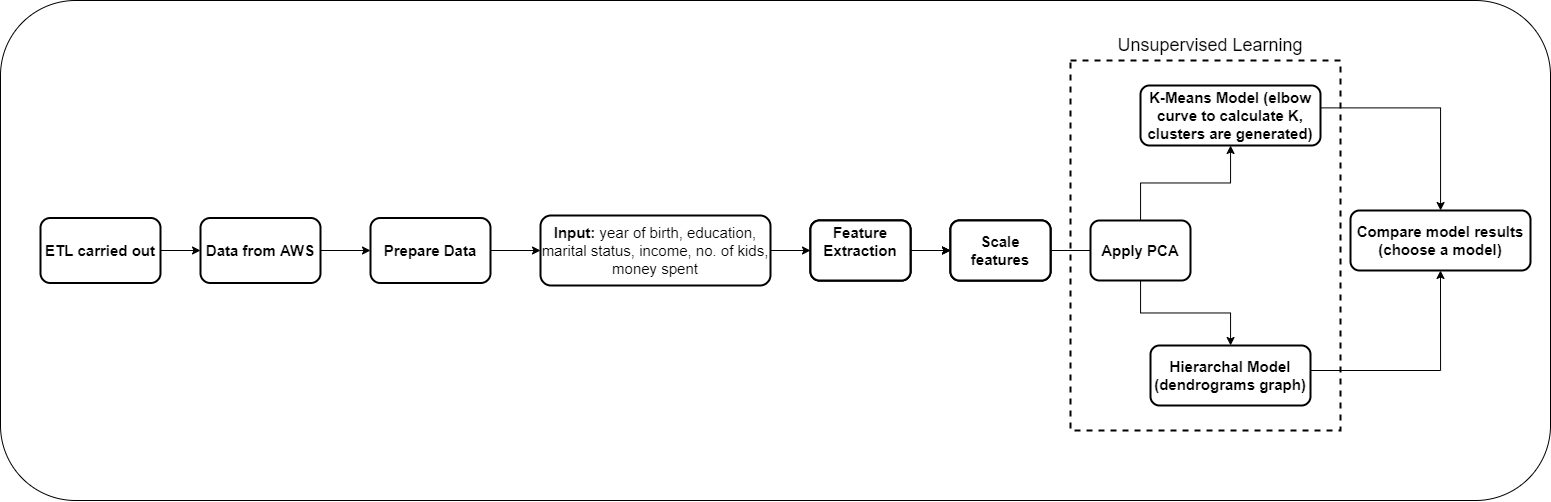 Unsupervised Learning
ETL carried out
Data from AWS
Prepare Data
Input: year of birth, education,
marital status, income, no. of kids,
money spent
Feature
Extraction
Scale
features
Apply PCA
K-Means Model (elbow
curve to calculate K,
clusters are generated)
Hierarchal Model
(dendrograms graph)
Compare model results
(choose a model)